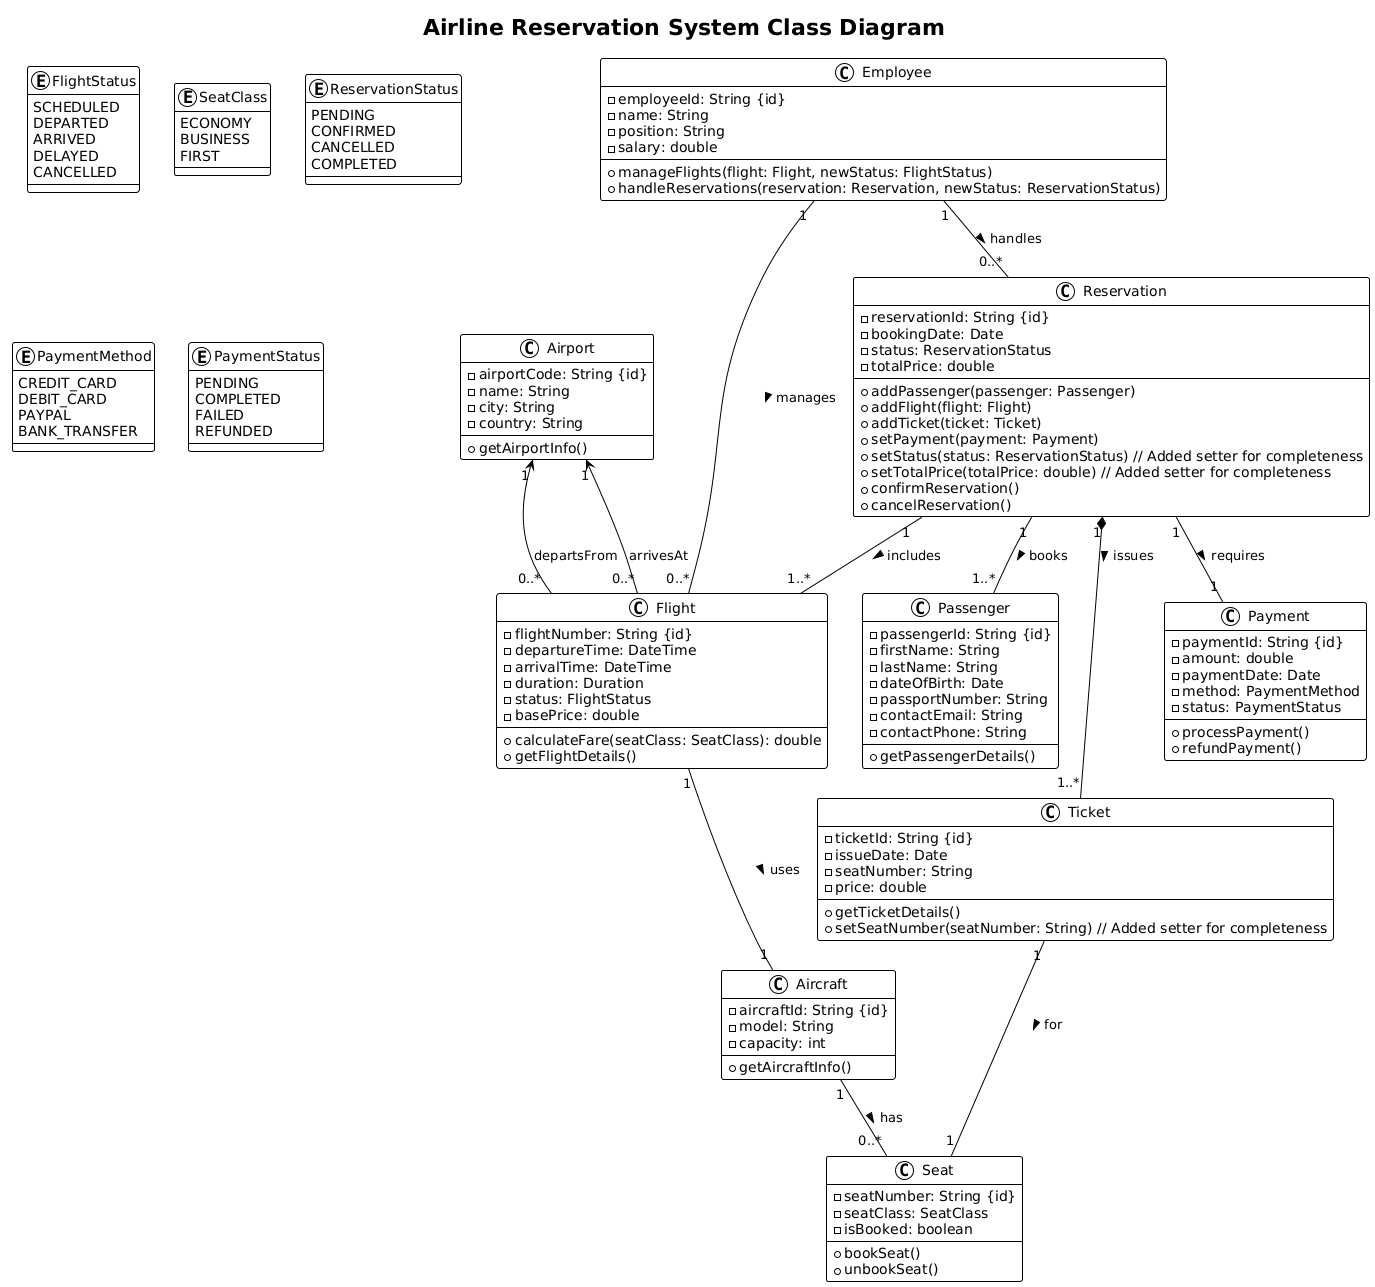 Airline Reservation System Class Diagram
E FlightStatus
SCHEDULED
DEPARTED
ARRIVED
DELAYED
CANCELLED
E SeatClass
ECONOMY
BUSINESS
FIRST
E ReservationStatus
PENDING
CONFIRMED
CANCELLED
COMPLETED
C Employee
employeeId: String {id}
name: String
position: String
salary: double
manageFlights(flight: Flight, newStatus: FlightStatus)
handleReservations(reservation: Reservation, newStatus: ReservationStatus)
1
1
handles
0..*
E PaymentMethod
CREDIT_CARD
DEBIT_CARD
PAYPAL
BANK_TRANSFER
E PaymentStatus
PENDING
COMPLETED
FAILED
REFUNDED
C Airport
airportCode: String {id}
name: String
city: String
country: String
getAirportInfo()
manages
C Reservation
reservationId: String {id}
bookingDate: Date
status: ReservationStatus
totalPrice: double
addPassenger(passenger: Passenger)
addFlight(flight: Flight)
addTicket(ticket: Ticket)
setPayment(payment: Payment)
setStatus(status: ReservationStatus) // Added setter for completeness
setTotalPrice(totalPrice: double) // Added setter for completeness
confirmReservation()
cancelReservation()
1
1
1
1
1
1
departsFrom
arrivesAt
includes
books
issues
requires
0..*
0..*
0..*
1..*
1..*
1
C Flight
flightNumber: String {id}
departureTime: DateTime
arrivalTime: DateTime
duration: Duration
status: FlightStatus
basePrice: double
calculateFare(seatClass: SeatClass): double
getFlightDetails()
C Passenger
passengerId: String {id}
firstName: String
lastName: String
dateOfBirth: Date
passportNumber: String
contactEmail: String
contactPhone: String
getPassengerDetails()
C Payment
paymentId: String {id}
amount: double
paymentDate: Date
method: PaymentMethod
status: PaymentStatus
processPayment()
refundPayment()
1
1..*
uses
C Ticket
ticketId: String {id}
issueDate: Date
seatNumber: String
price: double
getTicketDetails()
setSeatNumber(seatNumber: String) // Added setter for completeness
1
1
C Aircraft
aircraftId: String {id}
model: String
capacity: int
getAircraftInfo()
for
1
has
0..*
1
C Seat
seatNumber: String {id}
seatClass: SeatClass
isBooked: boolean
bookSeat()
unbookSeat()